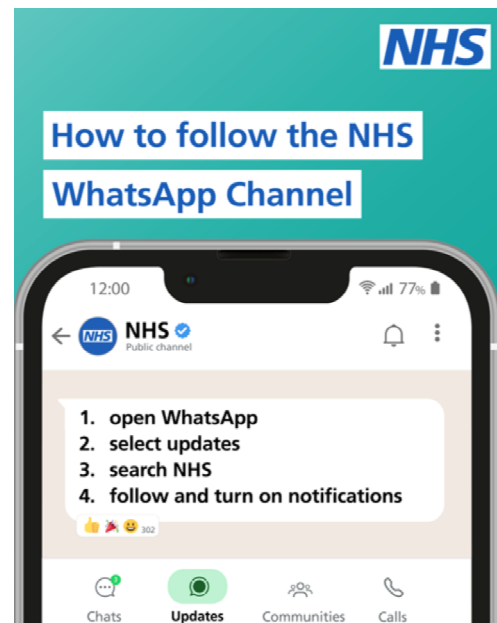 NHS
How to follow the NHS
WhatsApp Channel
12:00 77%
NHS NHS
Public channel
1. open WhatsApp
2. select updates
3. search NHS
4. follow and turn on notifications
302
Chats Updates Communities Calls